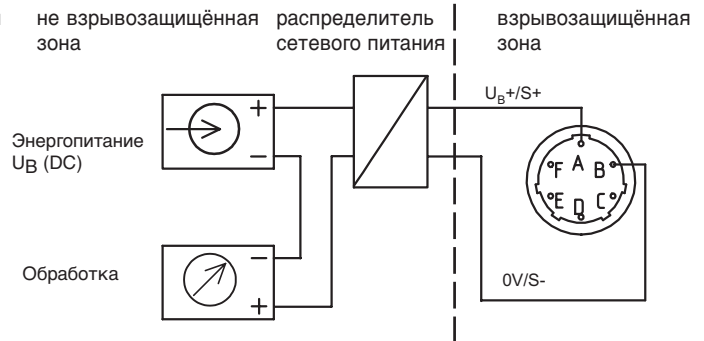 не взрывозащищённая зона
распределитель сетевого питания
взрывозащищённая зона
Энергопитание
UB (DC)
+
−
Обработка
−
+
UB+/S+
A
B
C
D
E
F
0V/S-